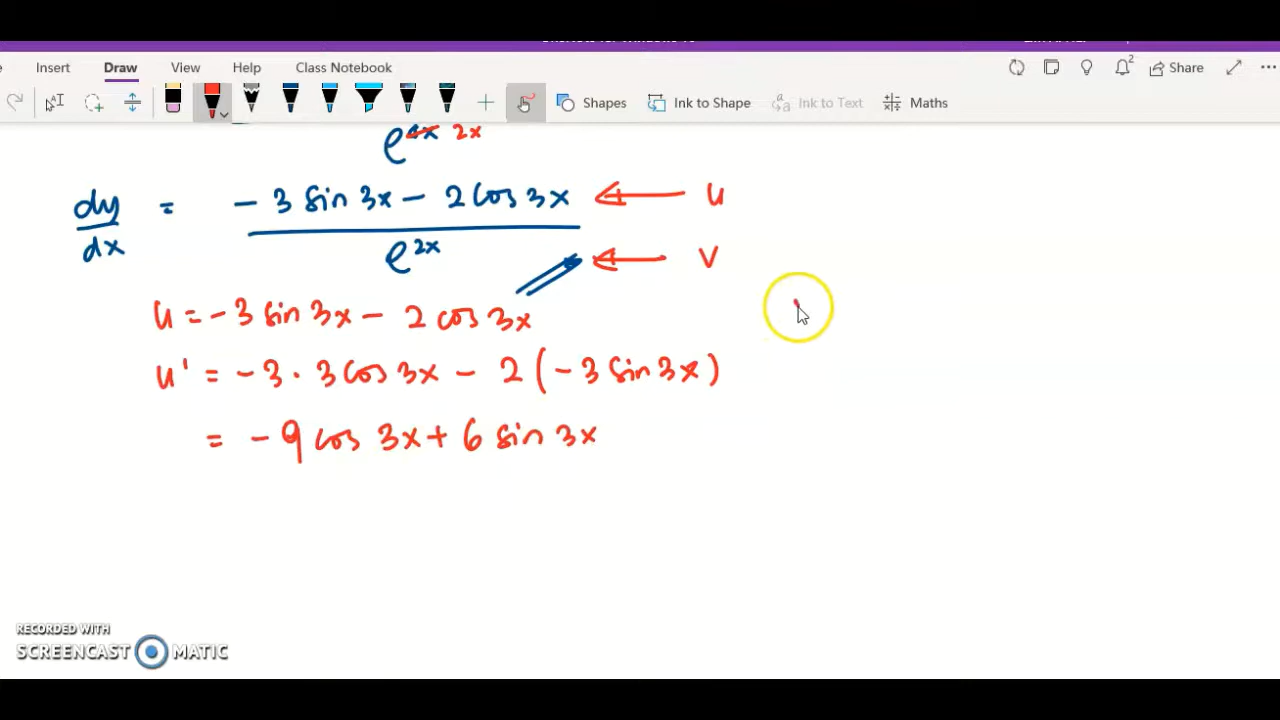 Insert Draw View Help Class Notebook Share
Shapes Ink to Shape Ink to Text Maths
e^4x 2x
dy/dx = - 3 sin 3x - 2 cos 3x / e^2x ← u
← v
u = - 3 sin 3x - 2 cos 3x
u' = - 3 . 3 cos 3x - 2 ( - 3 sin 3x )
= - 9 cos 3x + 6 sin 3x
RECORDED WITH
SCREENCAST MATIC